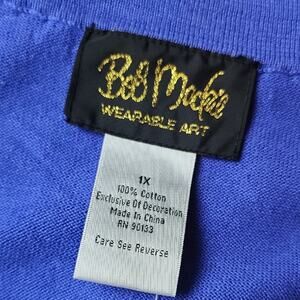 Bob Mackie
WEARABLE ART
1X
100% Cotton
Exclusive Of Decoration
Made In China
RN 90133
Care See Reverse